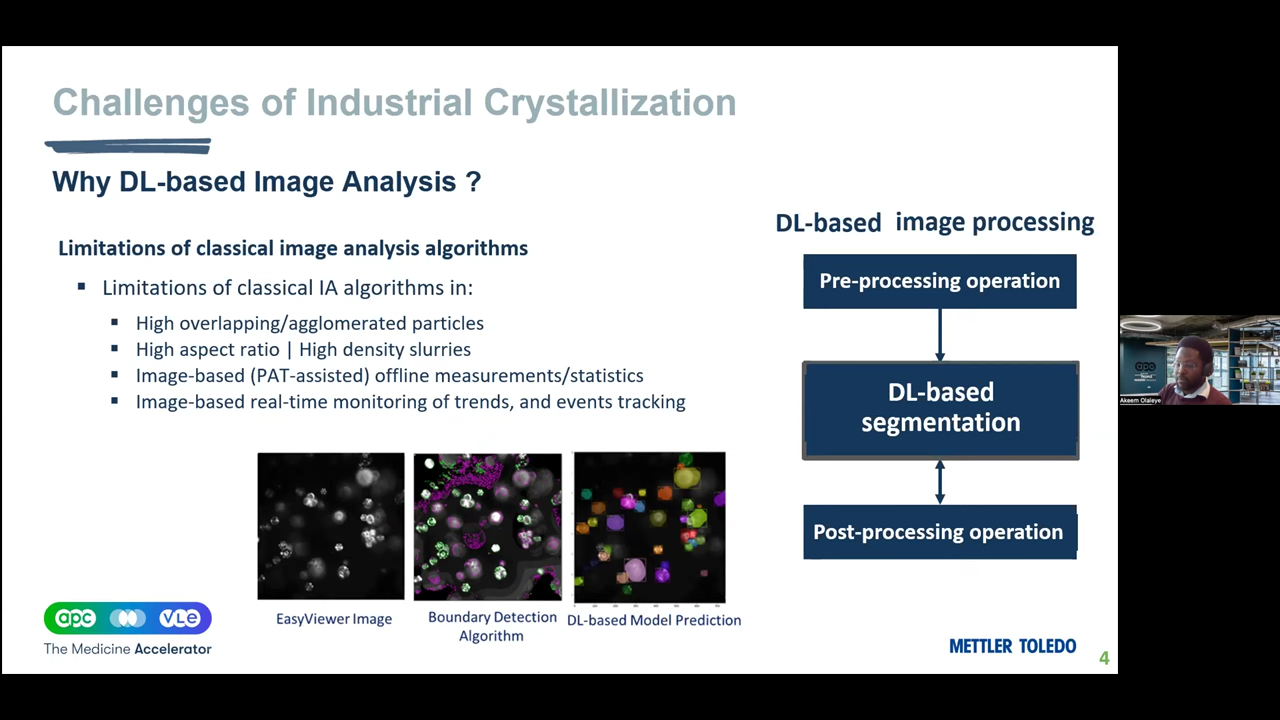 Challenges of Industrial Crystallization
Why DL-based Image Analysis ?
Limitations of classical image analysis algorithms
Limitations of classical IA algorithms in:
High overlapping/agglomerated particles
High aspect ratio | High density slurries
Image-based (PAT-assisted) offline measurements/statistics
Image-based real-time monitoring of trends, and events tracking
EasyViewer Image
Boundary Detection
Algorithm
DL-based Model Prediction
DL-based image processing
Pre-processing operation
DL-based
segmentation
Post-processing operation
apc
VLE
The Medicine Accelerator
METTLER TOLEDO
4
apc
Akeem Olaleye